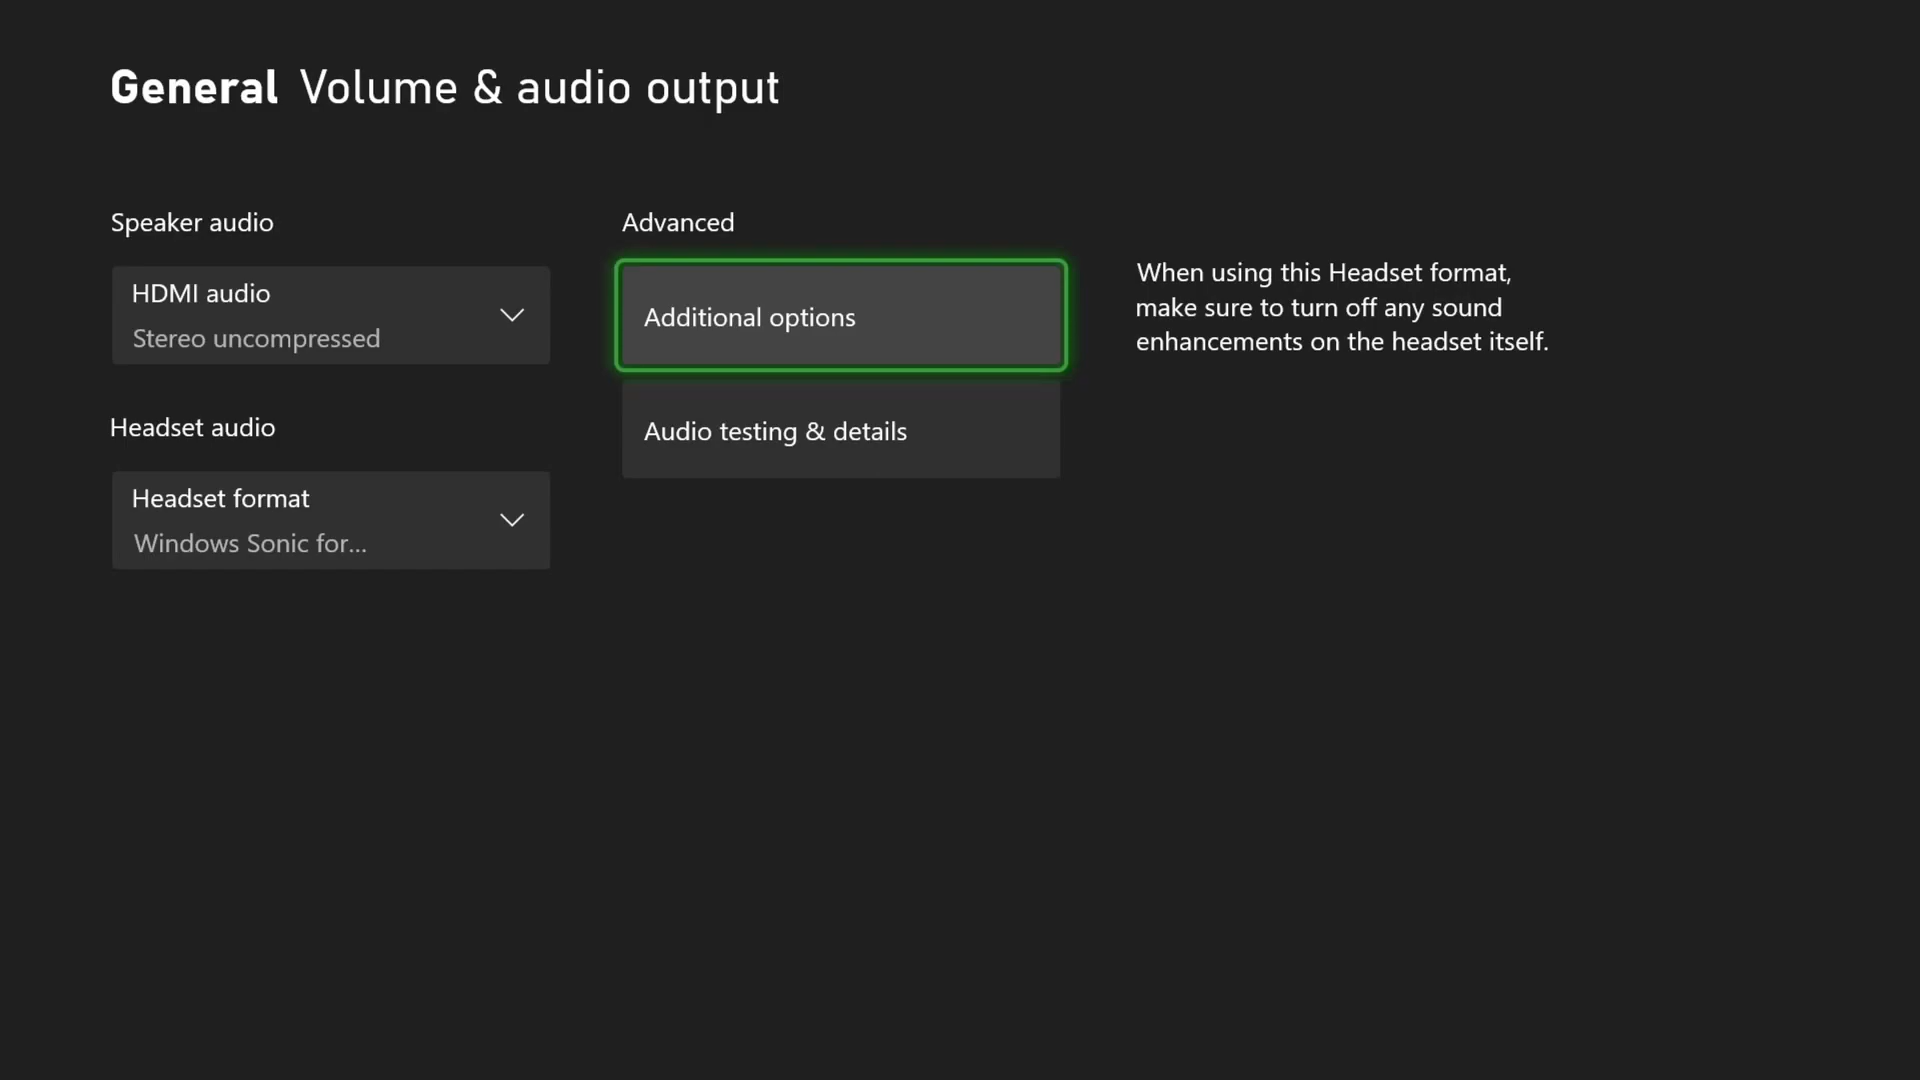 General Volume & audio output
Speaker audio
HDMI audio
Stereo uncompressed
Headset audio
Headset format
Windows Sonic for...
Advanced
Additional options
Audio testing & details
When using this Headset format,
make sure to turn off any sound
enhancements on the headset itself.